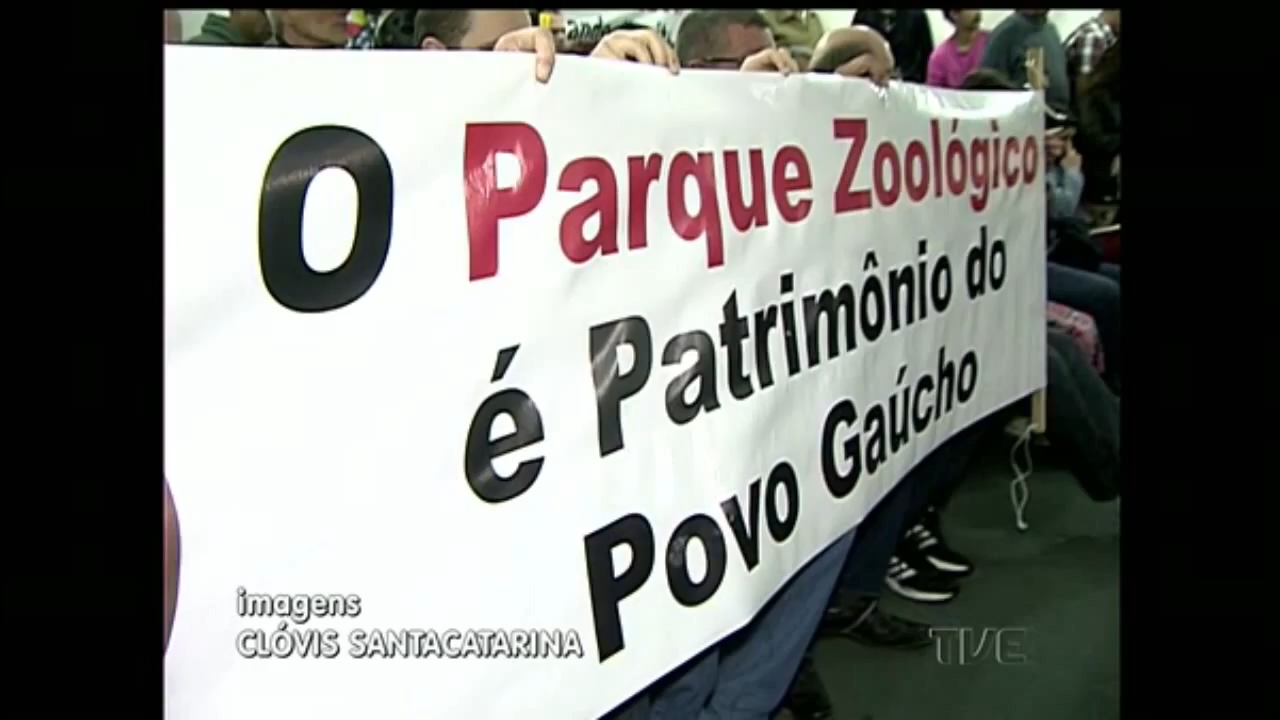 O Parque Zoológico
é Patrimônio do
Povo Gaúcho
imagens
CLÓVIS SANTACATARINA
TVE